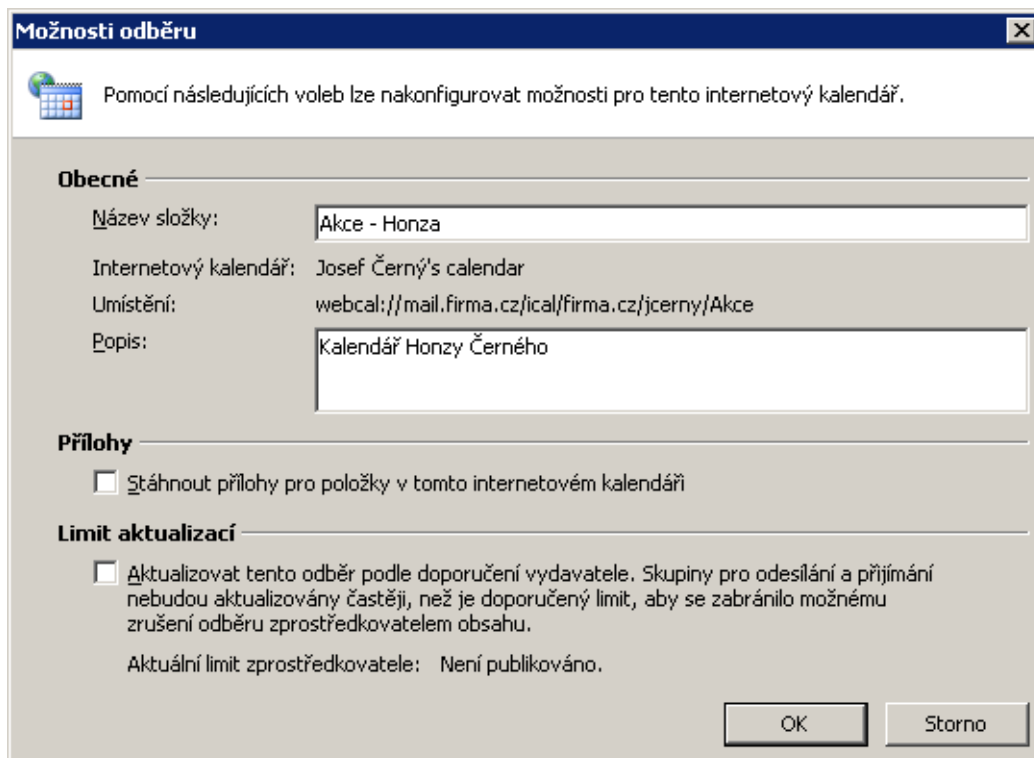 Možnosti odběru
Pomocí následujících voleb lze nakonfigurovat možnosti pro tento internetový kalendář.
Obecné
Název složky: Akce - Honza
Internetový kalendář: Josef Černý's calendar
Umístění: webcal://mail.firma.cz/ical/firma.cz/jcerny/Akce
Popis: Kalendář Honzy Černého
Přílohy
Stáhnout přílohy pro položky v tomto internetovém kalendáři
Limit aktualizací
Aktualizovat tento odběr podle doporučení vydavatele. Skupiny pro odesílání a přijímání
nebudou aktualizovány častěji, než je doporučený limit, aby se zabránilo možnému
zrušení odběru zprostředkovatelem obsahu.
Aktuální limit zprostředkovatele: Není publikováno.
OK Storno